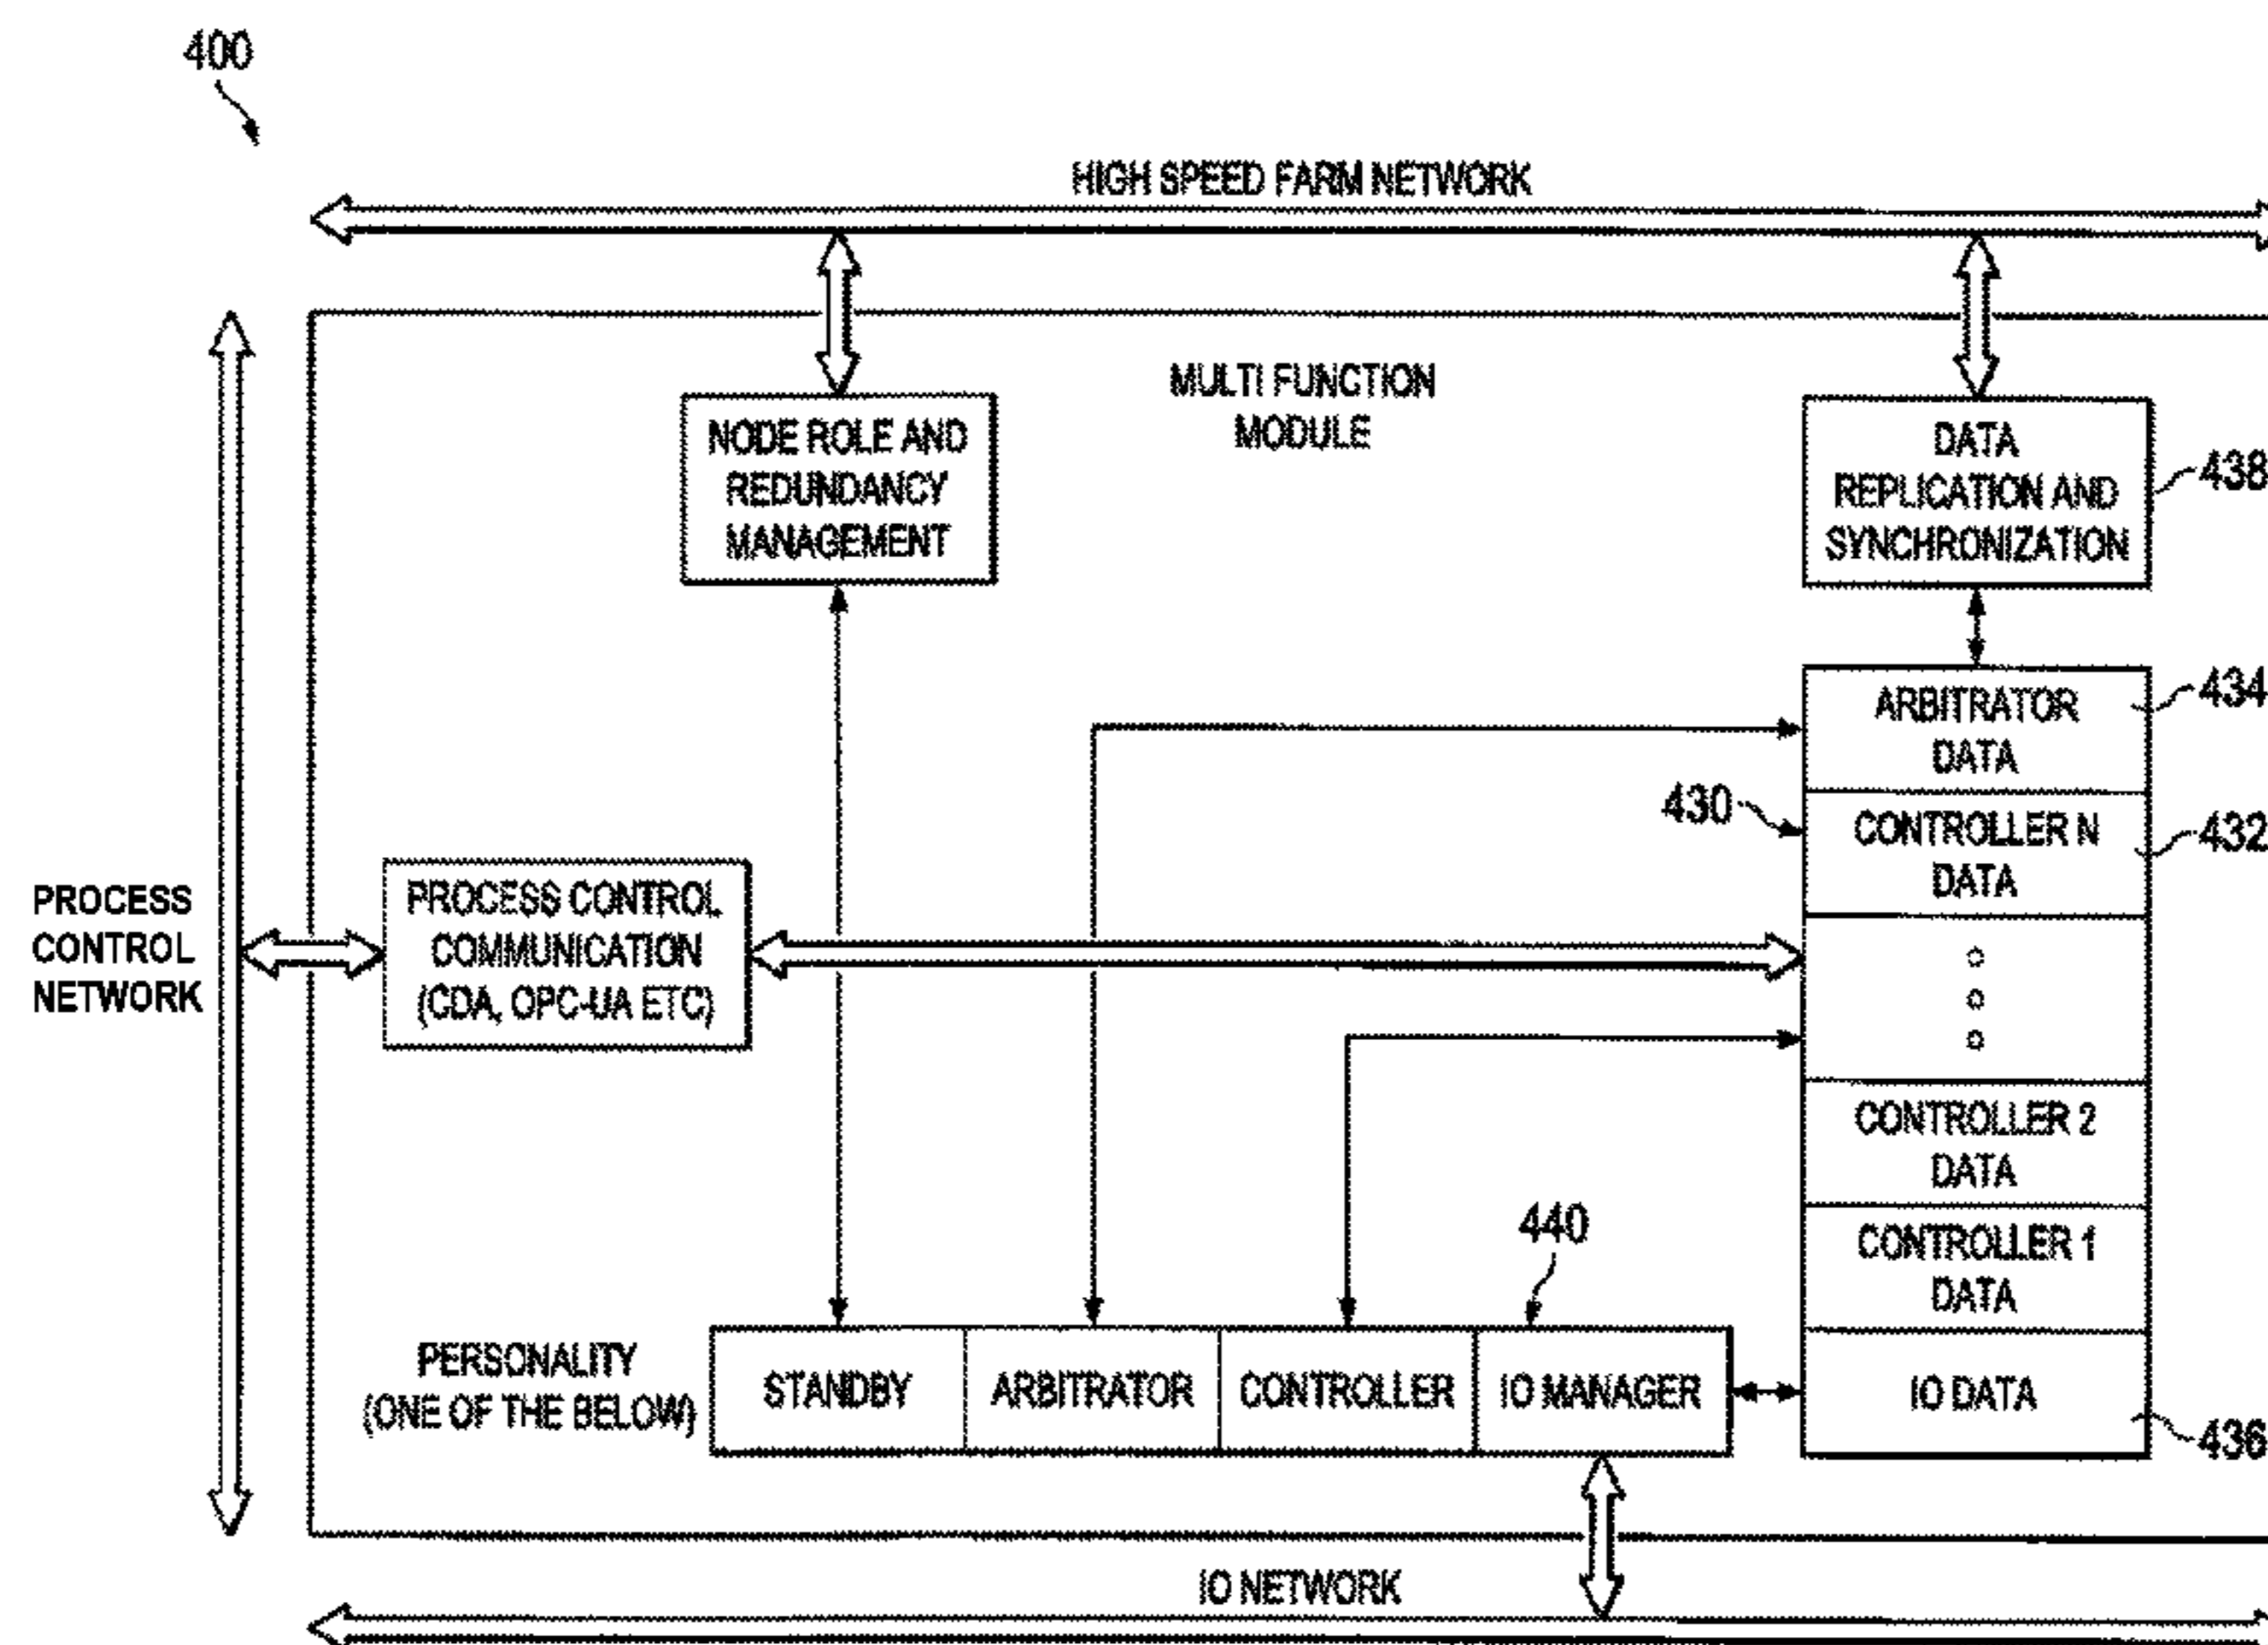 400
HIGH SPEED FARM NETWORK
MULTI FUNCTION
MODULE
NODE ROLE AND
REDUNDANCY
MANAGEMENT
DATA
REPLICATION AND
SYNCHRONIZATION
438
ARBITRATOR
DATA
434
430
CONTROLLER N
DATA
432
PROCESS
CONTROL
NETWORK
PROCESS CONTROL
COMMUNICATION
(CDA, OPC-UA ETC)
CONTROLLER 2
DATA
CONTROLLER 1
DATA
440
PERSONALITY
(ONE OF THE BELOW)
STANDBY
ARBITRATOR
CONTROLLER
IO MANAGER
IO DATA
436
IO NETWORK